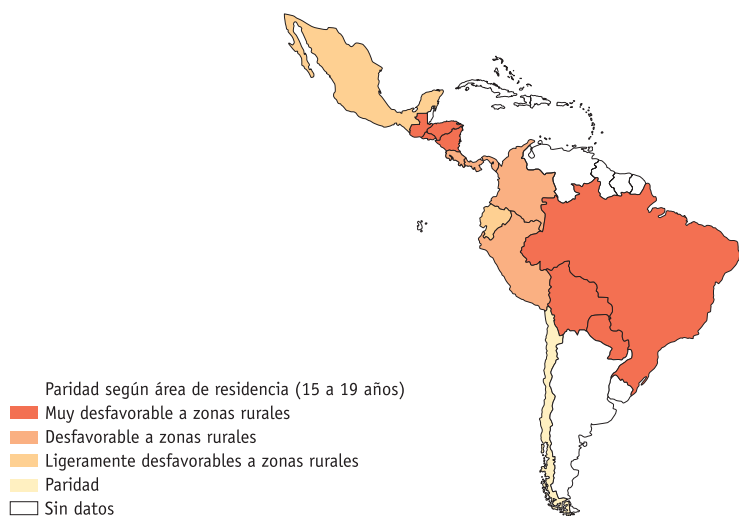 Paridad según área de residencia (15 a 19 años)
Muy desfavorable a zonas rurales
Desfavorable a zonas rurales
Ligeramente desfavorables a zonas rurales
Paridad
Sin datos